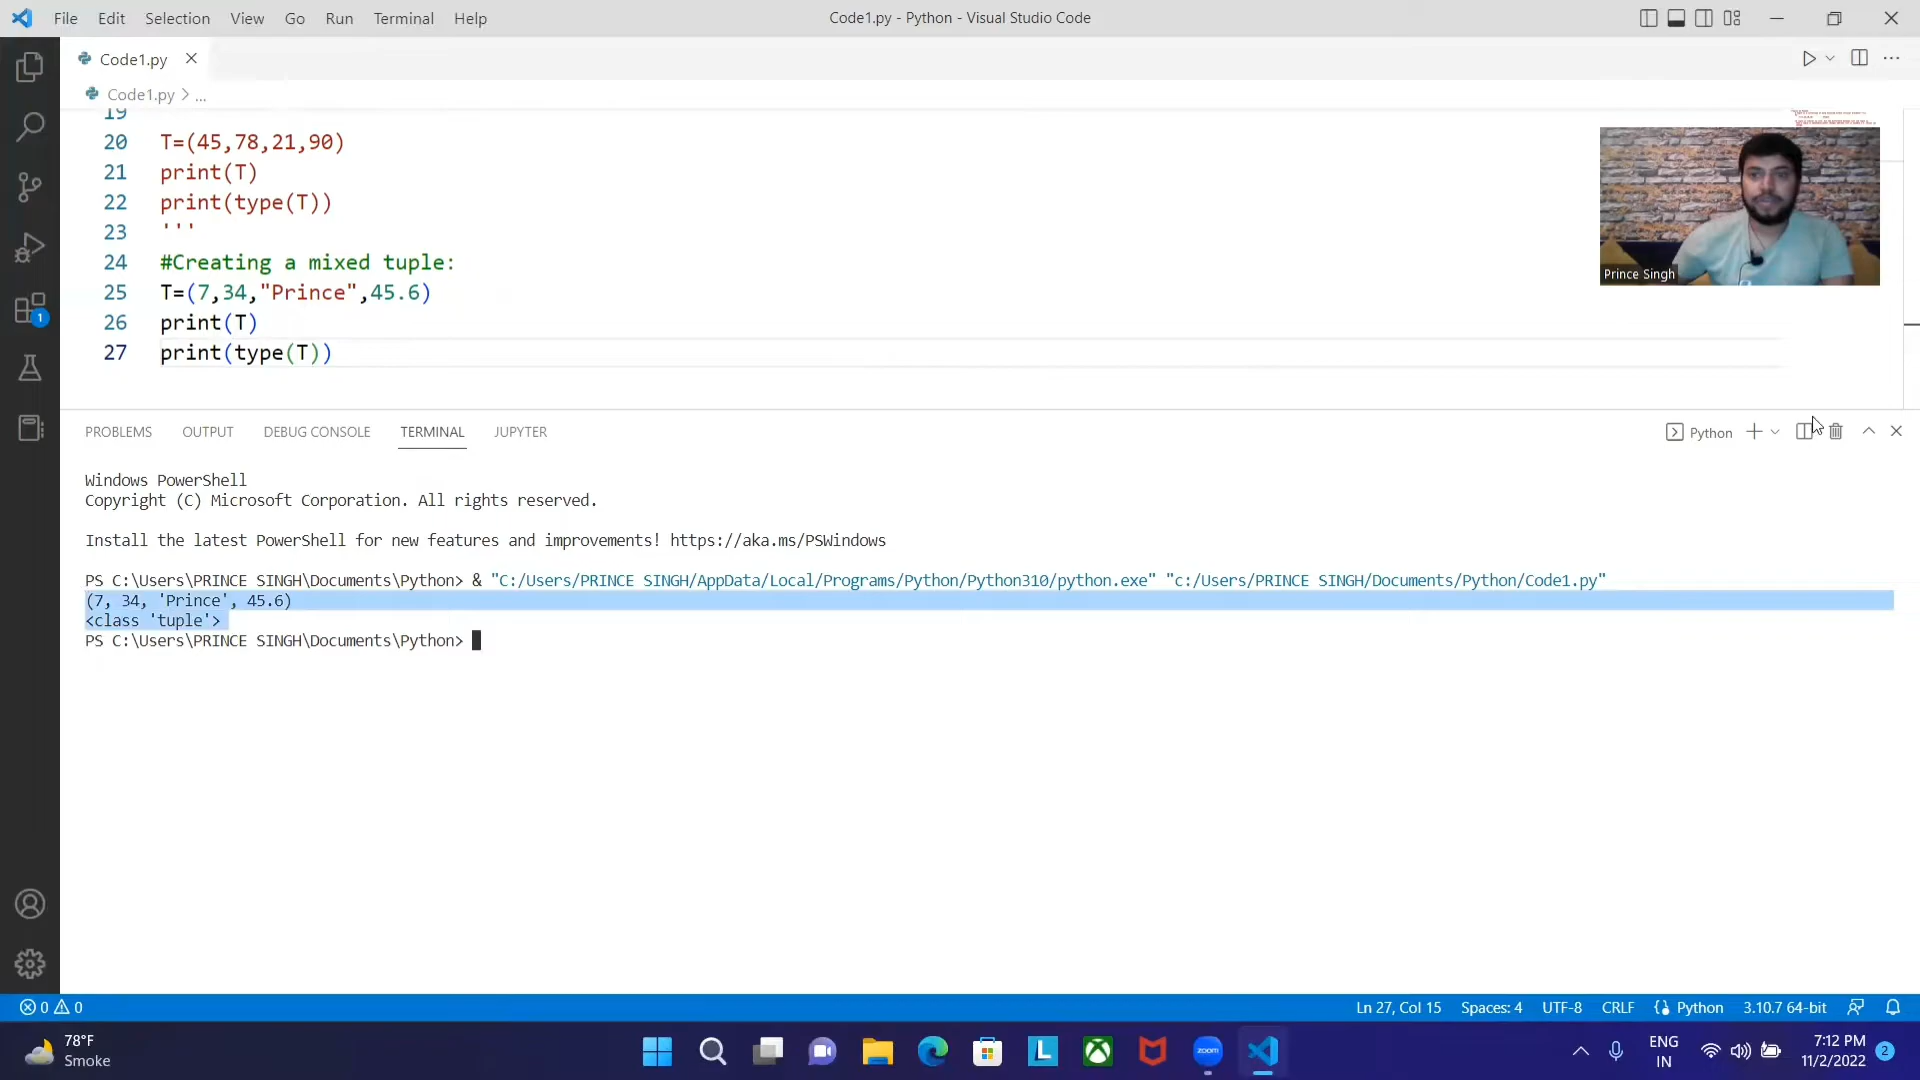 File Edit Selection View Go Run Terminal Help
Code1.py - Python - Visual Studio Code
Code1.py
Code1.py > ...
19
20 T=(45,78,21,90)
21 print(T)
22 print(type(T))
23 '''
24 #Creating a mixed tuple:
25 T=(7,34,"Prince",45.6)
26 print(T)
27 print(type(T))
Prince Singh
1
PROBLEMS OUTPUT DEBUG CONSOLE TERMINAL JUPYTER
Python
Windows PowerShell
Copyright (C) Microsoft Corporation. All rights reserved.
Install the latest PowerShell for new features and improvements! https://aka.ms/PSWindows
PS C:\Users\PRINCE SINGH\Documents\Python> & "C:/Users/PRINCE SINGH/AppData/Local/Programs/Python/Python310/python.exe" "c:/Users/PRINCE SINGH/Documents/Python/Code1.py"
(7, 34, 'Prince', 45.6)
<class 'tuple'>
PS C:\Users\PRINCE SINGH\Documents\Python>
0 0
Ln 27, Col 15 Spaces: 4 UTF-8 CRLF Python 3.10.7 64-bit
78°F
Smoke
L
zoom
ENG
IN
7:12 PM
11/2/2022
2